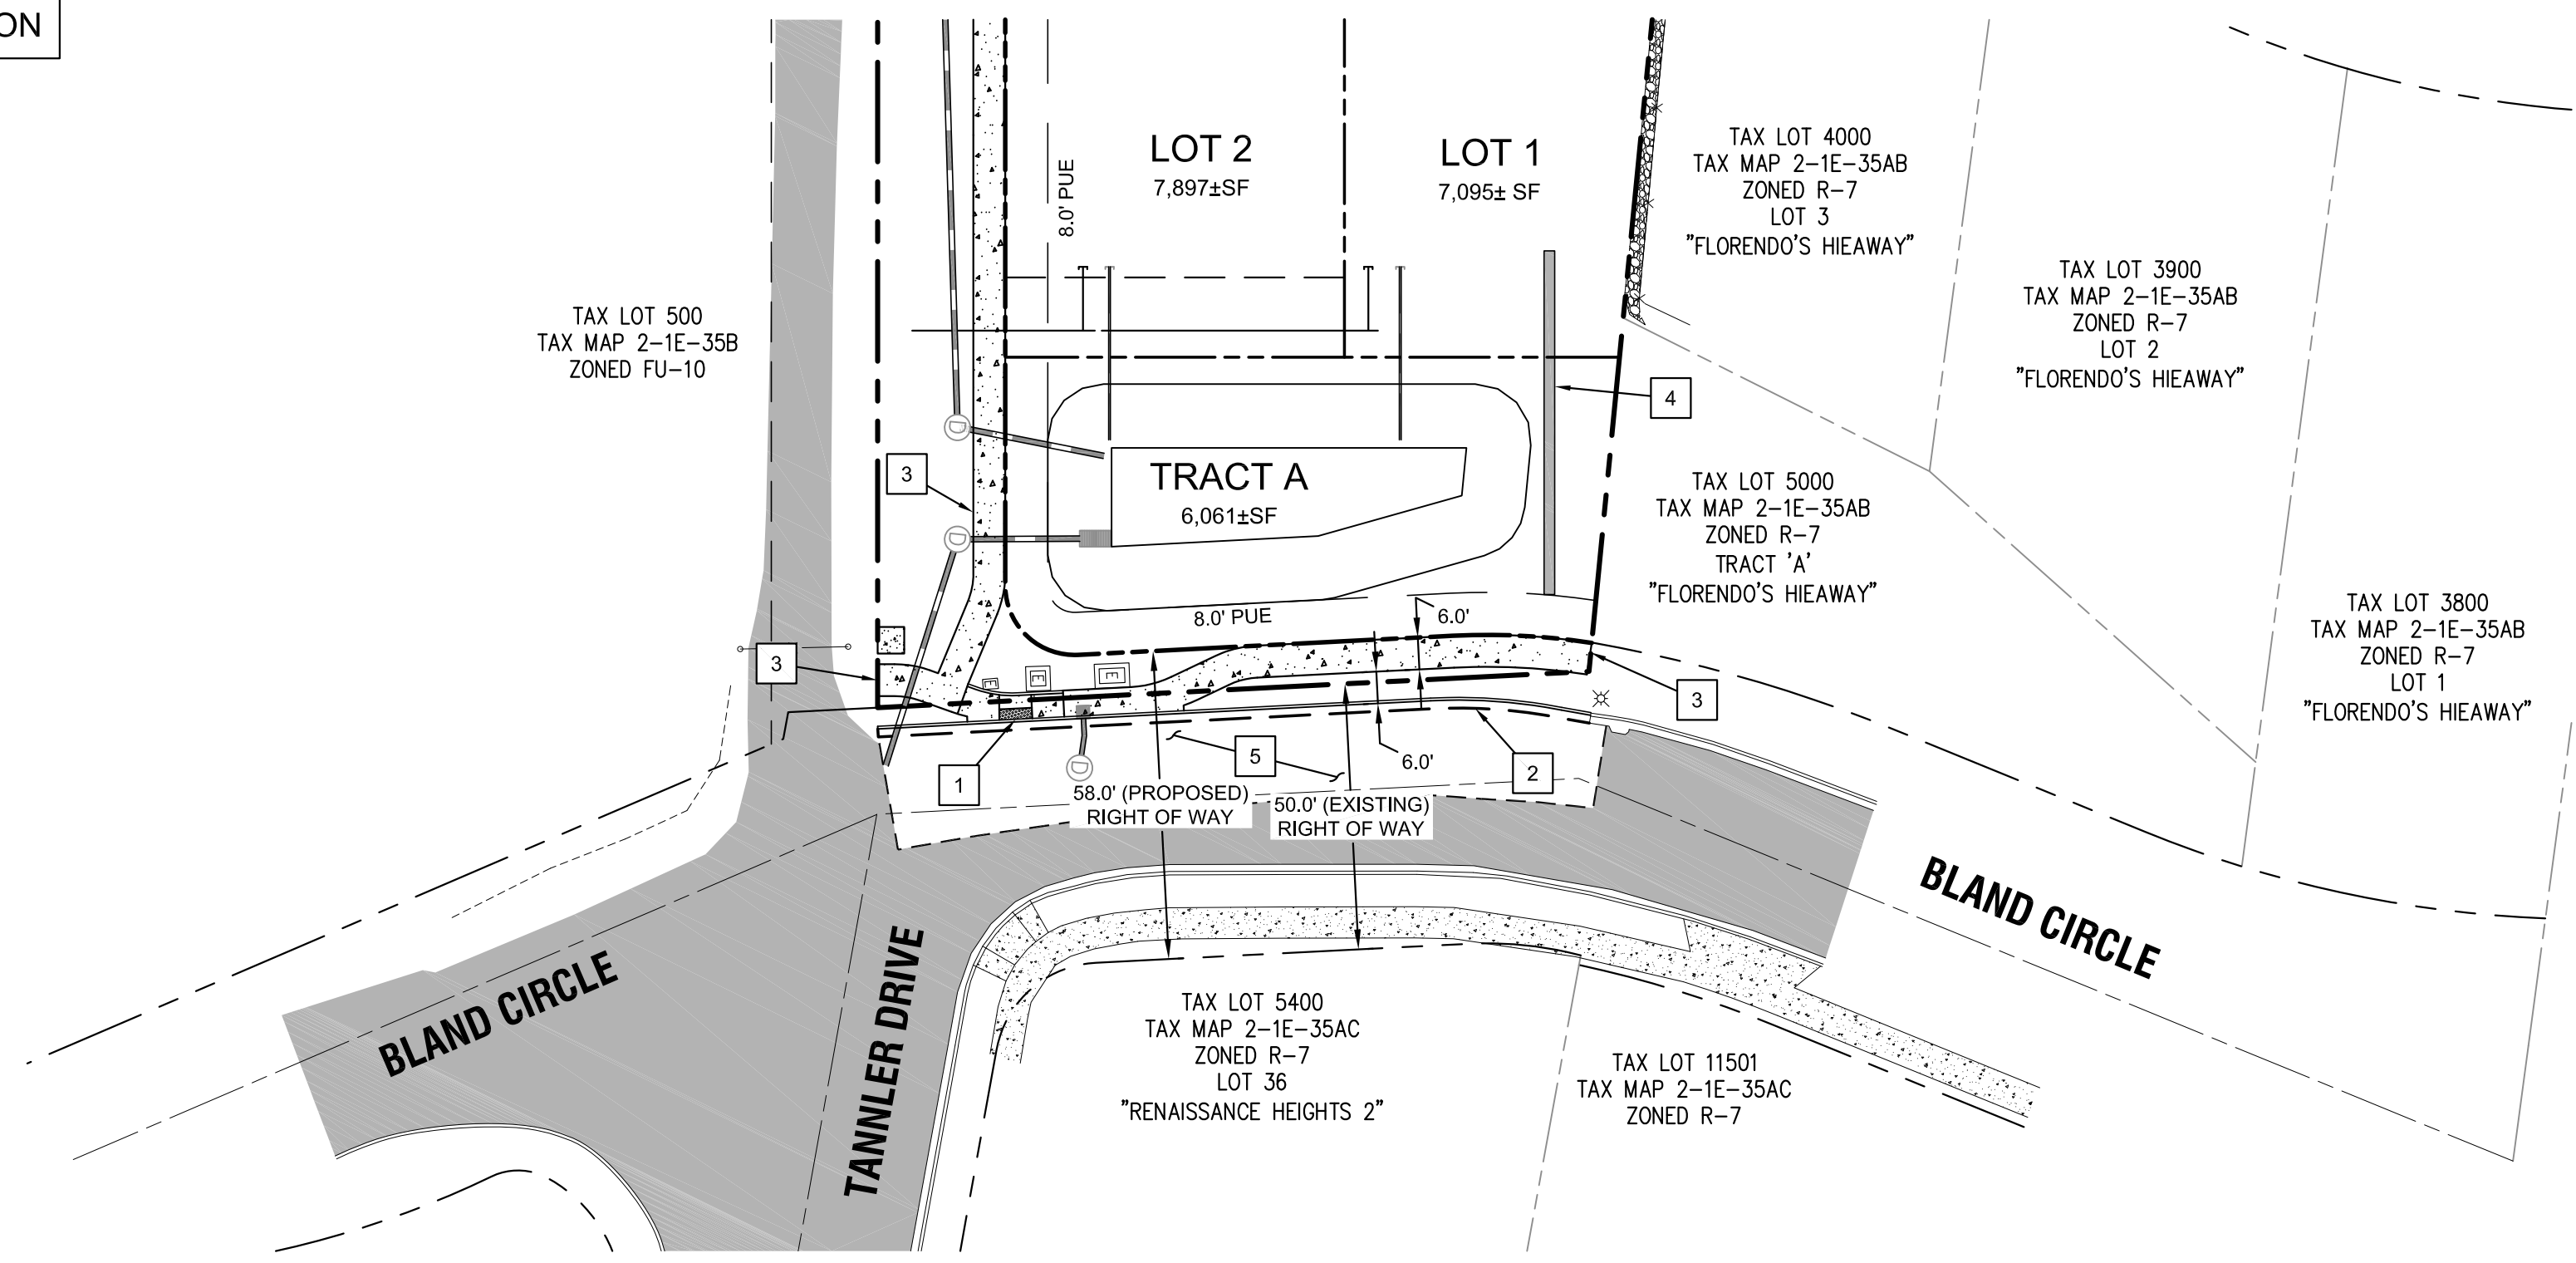 ON
LOT 2
7,897±SF
LOT 1
7,095± SF
8.0' PUE
TAX LOT 4000
TAX MAP 2-1E-35AB
ZONED R-7
LOT 3
"FLORENDO'S HIEAWAY"
TAX LOT 3900
TAX MAP 2-1E-35AB
ZONED R-7
LOT 2
"FLORENDO'S HIEAWAY"
TAX LOT 500
TAX MAP 2-1E-35B
ZONED FU-10
4
3
TRACT A
6,061±SF
TAX LOT 5000
TAX MAP 2-1E-35AB
ZONED R-7
TRACT 'A'
"FLORENDO'S HIEAWAY"
TAX LOT 3800
TAX MAP 2-1E-35AB
ZONED R-7
LOT 1
"FLORENDO'S HIEAWAY"
8.0' PUE
6.0'
3
3
1
5
6.0'
2
58.0' (PROPOSED)
RIGHT OF WAY
50.0' (EXISTING)
RIGHT OF WAY
BLAND CIRCLE
TANNLER DRIVE
BLAND CIRCLE
TAX LOT 5400
TAX MAP 2-1E-35AC
ZONED R-7
LOT 36
"RENAISSANCE HEIGHTS 2"
TAX LOT 11501
TAX MAP 2-1E-35AC
ZONED R-7